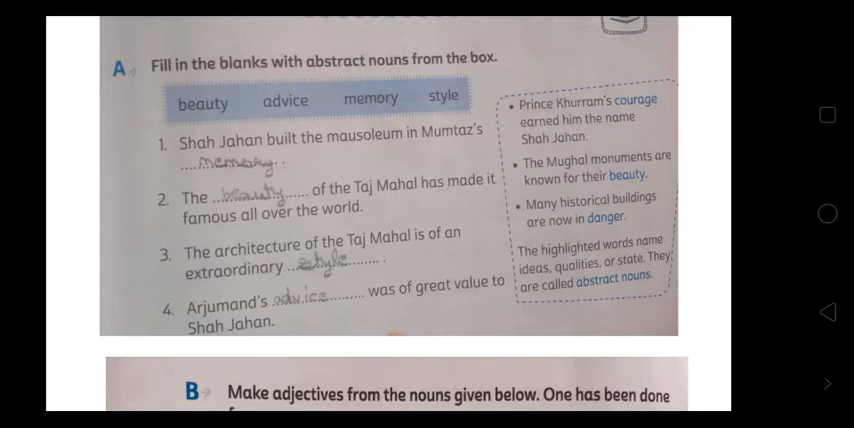 A Fill in the blanks with abstract nouns from the box.
beauty advice memory style
1. Shah Jahan built the mausoleum in Mumtaz's
....memory. .
2. The ...beauty...... of the Taj Mahal has made it
famous all over the world.
3. The architecture of the Taj Mahal is of an
extraordinary ...style......... .
4. Arjumand's .advice.......... was of great value to
Shah Jahan.
• Prince Khurram's courage
earned him the name
Shah Jahan.
• The Mughal monuments are
known for their beauty.
• Many historical buildings
are now in danger.
The highlighted words name
ideas, qualities, or state. They
are called abstract nouns.
B Make adjectives from the nouns given below. One has been done